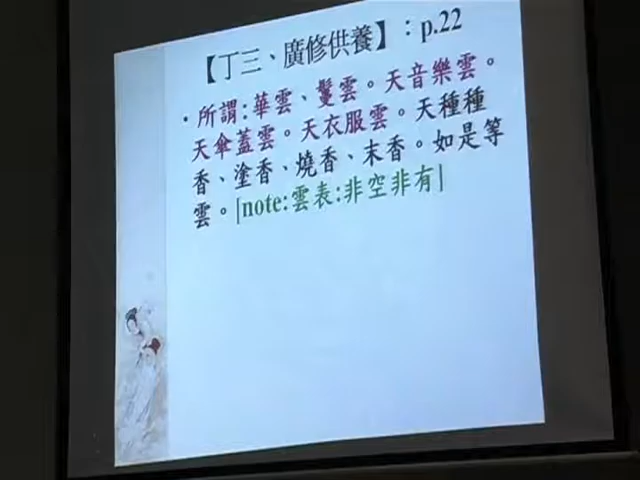 【丁三、廣修供養】：p.22
• 所謂:華雲、鬘雲。天音樂雲。
天傘蓋雲。天衣服雲。天種種
香、塗香、燒香、末香。如是等
雲。|note:雲表:非空非有|